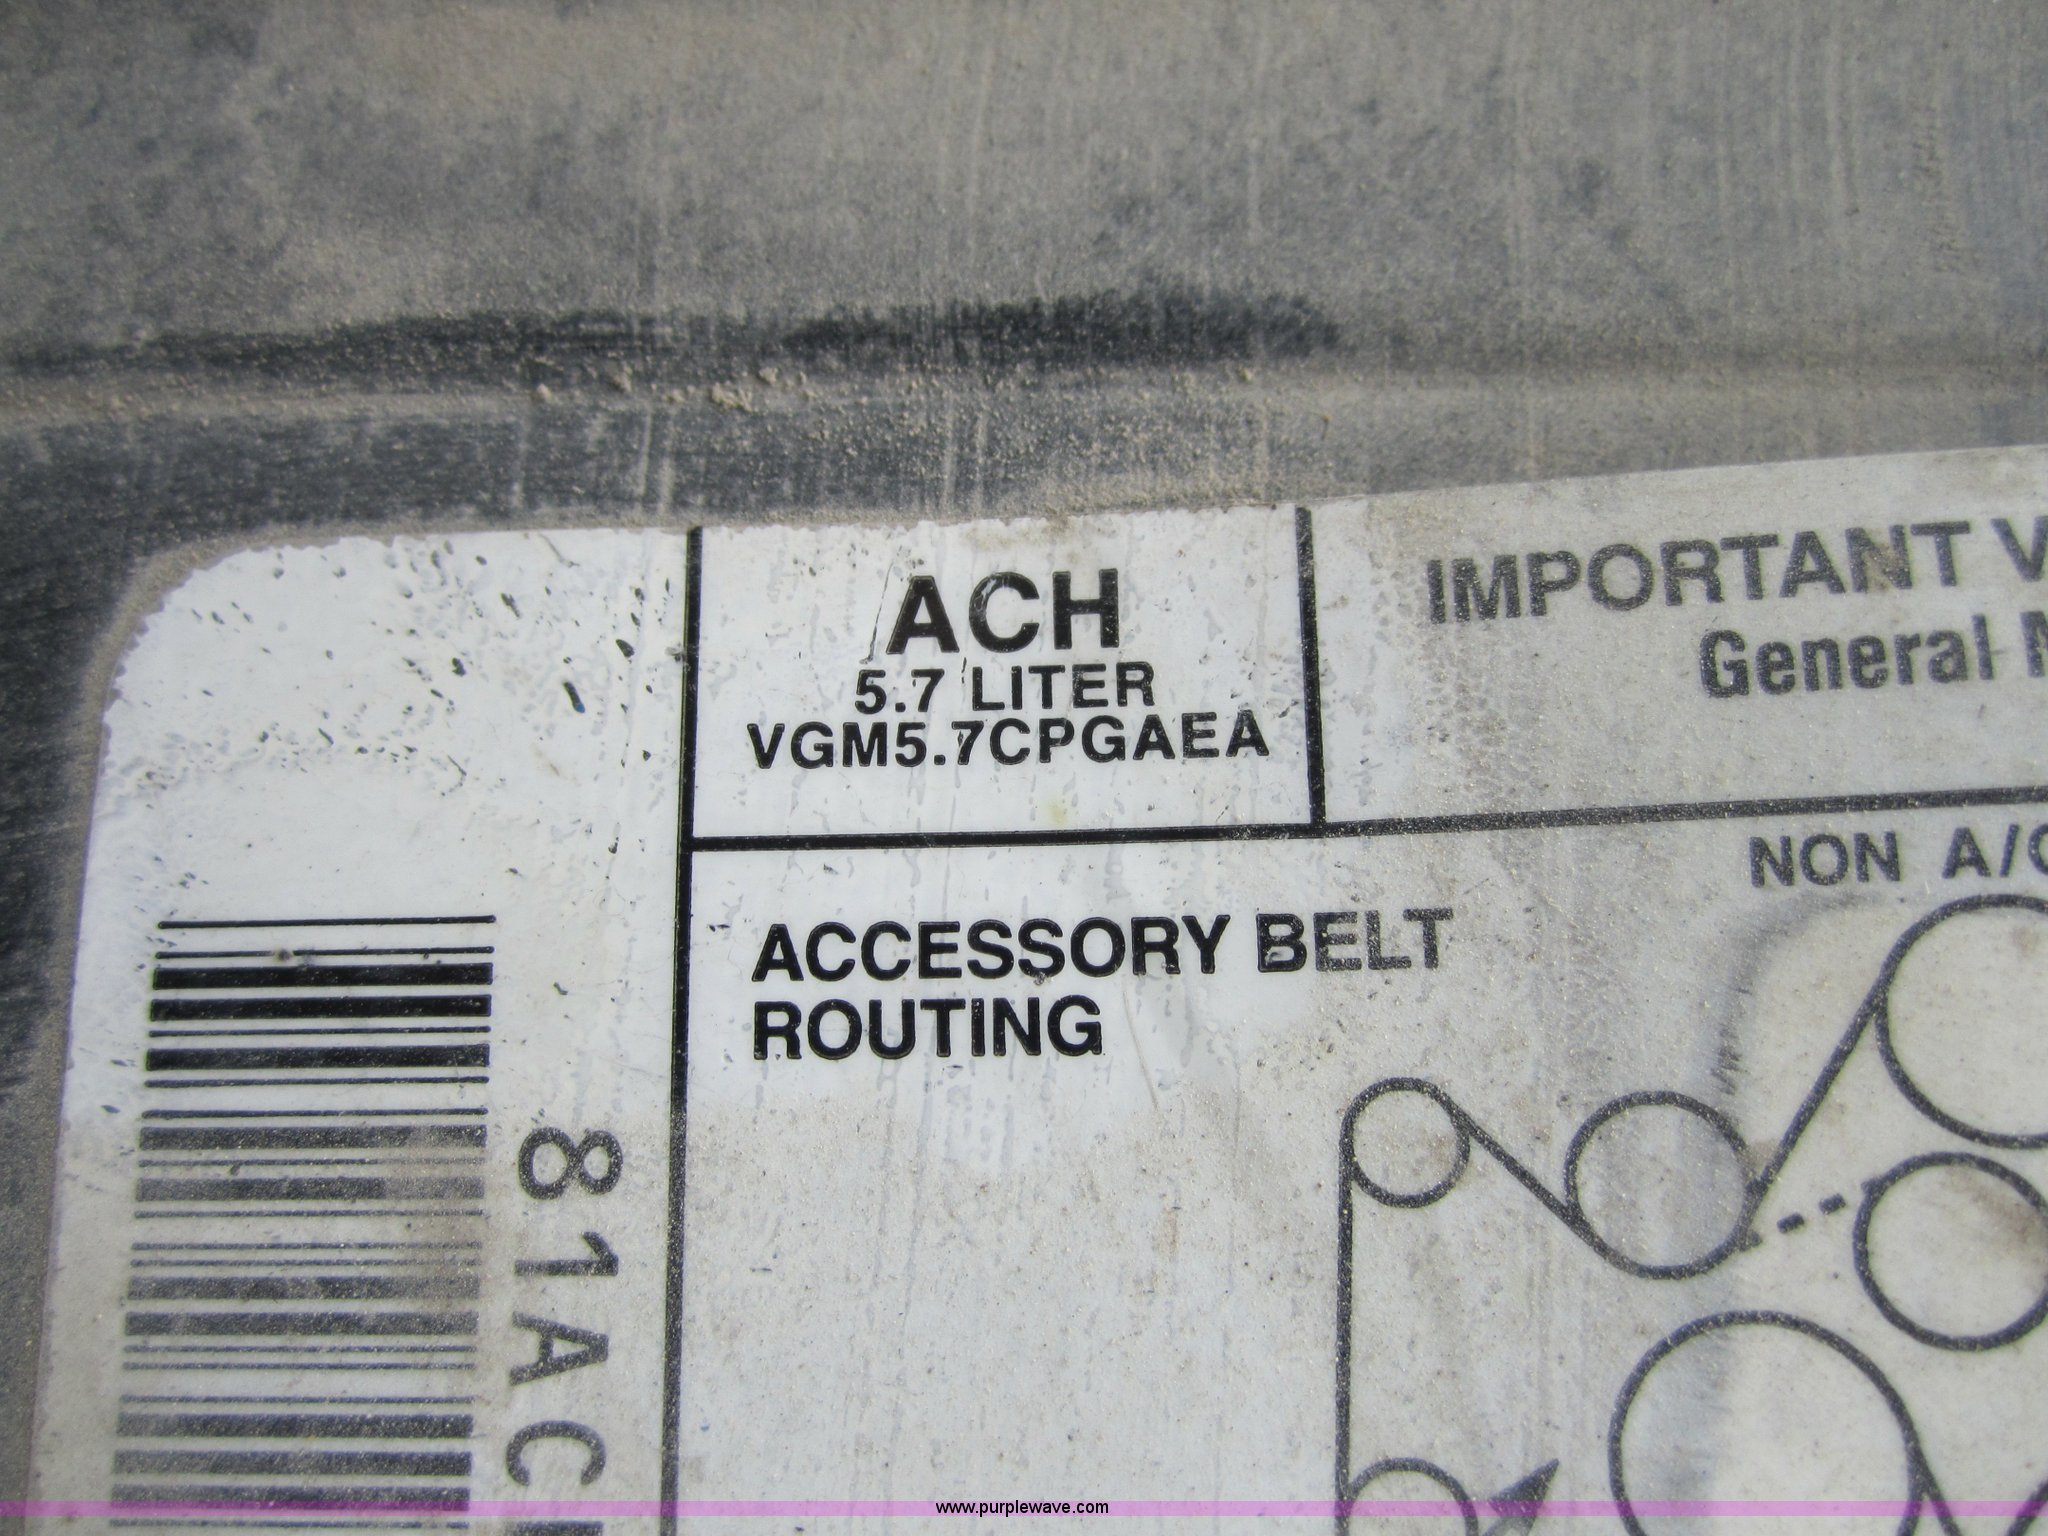 ACH
5.7 LITER
VGM5.7CPGAEA
IMPORTANT
General
NON
ACCESSORY BELT
ROUTING
81AC
www.purplewave.com